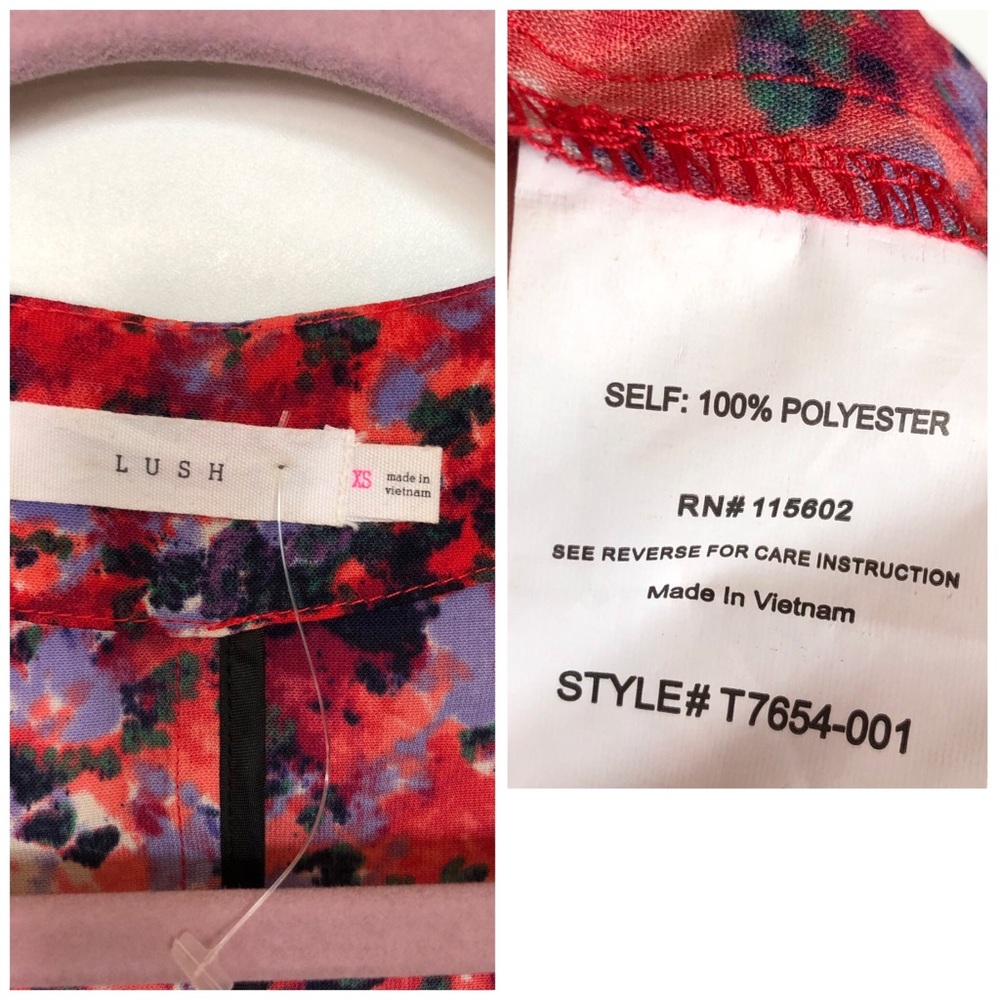 LUSH
XS
made in
vietnam
SELF: 100% POLYESTER
RN# 115602
SEE REVERSE FOR CARE INSTRUCTION
Made In Vietnam
STYLE# T7654-001